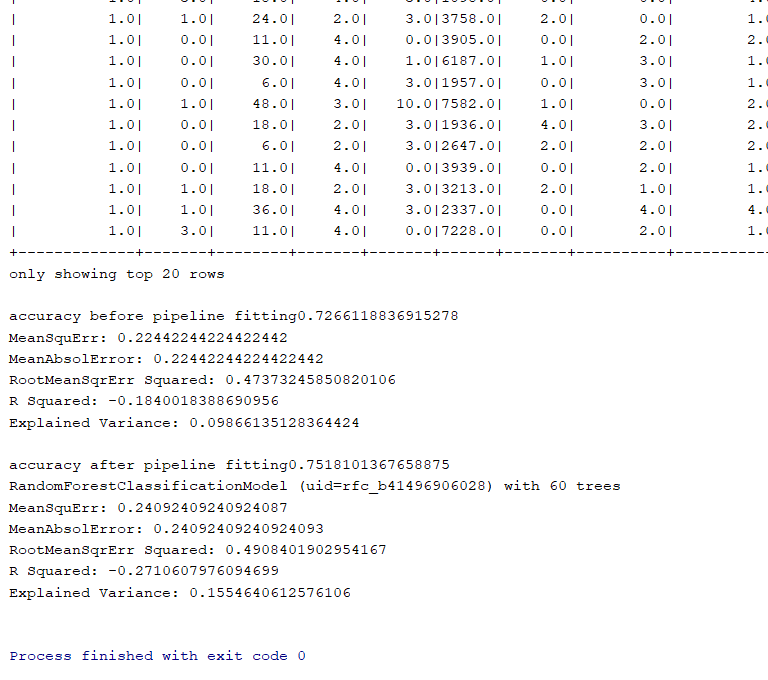 |            1.0|    1.0|    24.0|    2.0|    3.0|3758.0|    2.0|       0.0|         1.
|            1.0|    0.0|    11.0|    4.0|    0.0|3905.0|    0.0|       2.0|         2.
|            1.0|    0.0|    30.0|    4.0|    1.0|6187.0|    1.0|       3.0|         1.
|            1.0|    0.0|     6.0|    4.0|    3.0|1957.0|    0.0|       3.0|         1.
|            1.0|    1.0|    48.0|    3.0|   10.0|7582.0|    1.0|       0.0|         2.
|            1.0|    0.0|    18.0|    2.0|    3.0|1936.0|    4.0|       3.0|         2.
|            1.0|    0.0|     6.0|    2.0|    3.0|2647.0|    2.0|       2.0|         2.
|            1.0|    0.0|    11.0|    4.0|    0.0|3939.0|    0.0|       2.0|         1.
|            1.0|    1.0|    18.0|    2.0|    3.0|3213.0|    2.0|       1.0|         1.
|            1.0|    1.0|    36.0|    4.0|    3.0|2337.0|    0.0|       4.0|         4.
|            1.0|    3.0|    11.0|    4.0|    0.0|7228.0|    0.0|       2.0|         1.
+-------------+-------+--------+-------+-------+------+-------+----------+-----------
only showing top 20 rows
accuracy before pipeline fitting0.7266118836915278
MeanSquErr: 0.22442244224422442
MeanAbsolError: 0.22442244224422442
RootMeanSqrErr Squared: 0.47373245850820106
R Squared: -0.1840018388690956
Explained Variance: 0.09866135128364424
accuracy after pipeline fitting0.7518101367658875
RandomForestClassificationModel (uid=rfc_b41496906028) with 60 trees
MeanSquErr: 0.24092409240924087
MeanAbsolError: 0.24092409240924093
RootMeanSqrErr Squared: 0.4908401902954167
R Squared: -0.2710607976094699
Explained Variance: 0.1554640612576106
Process finished with exit code 0